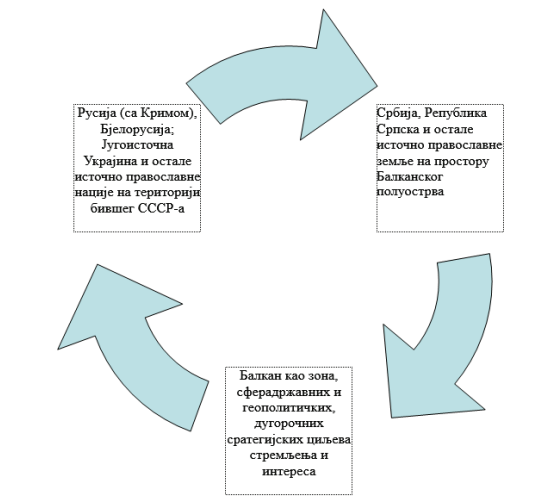 Русија (са Кримом),
Бјелорусија;
Југоисточна
Украјина и остале
источно православне
нације на територији
бившег СССР-а
Србија, Република
Српска и остале
источно православне
земље на простору
Балканског
полуострва
Балкан као зона,
сферадржавних и
геополитичких,
дугорочних
сратегијских циљева
стремљења и
интереса